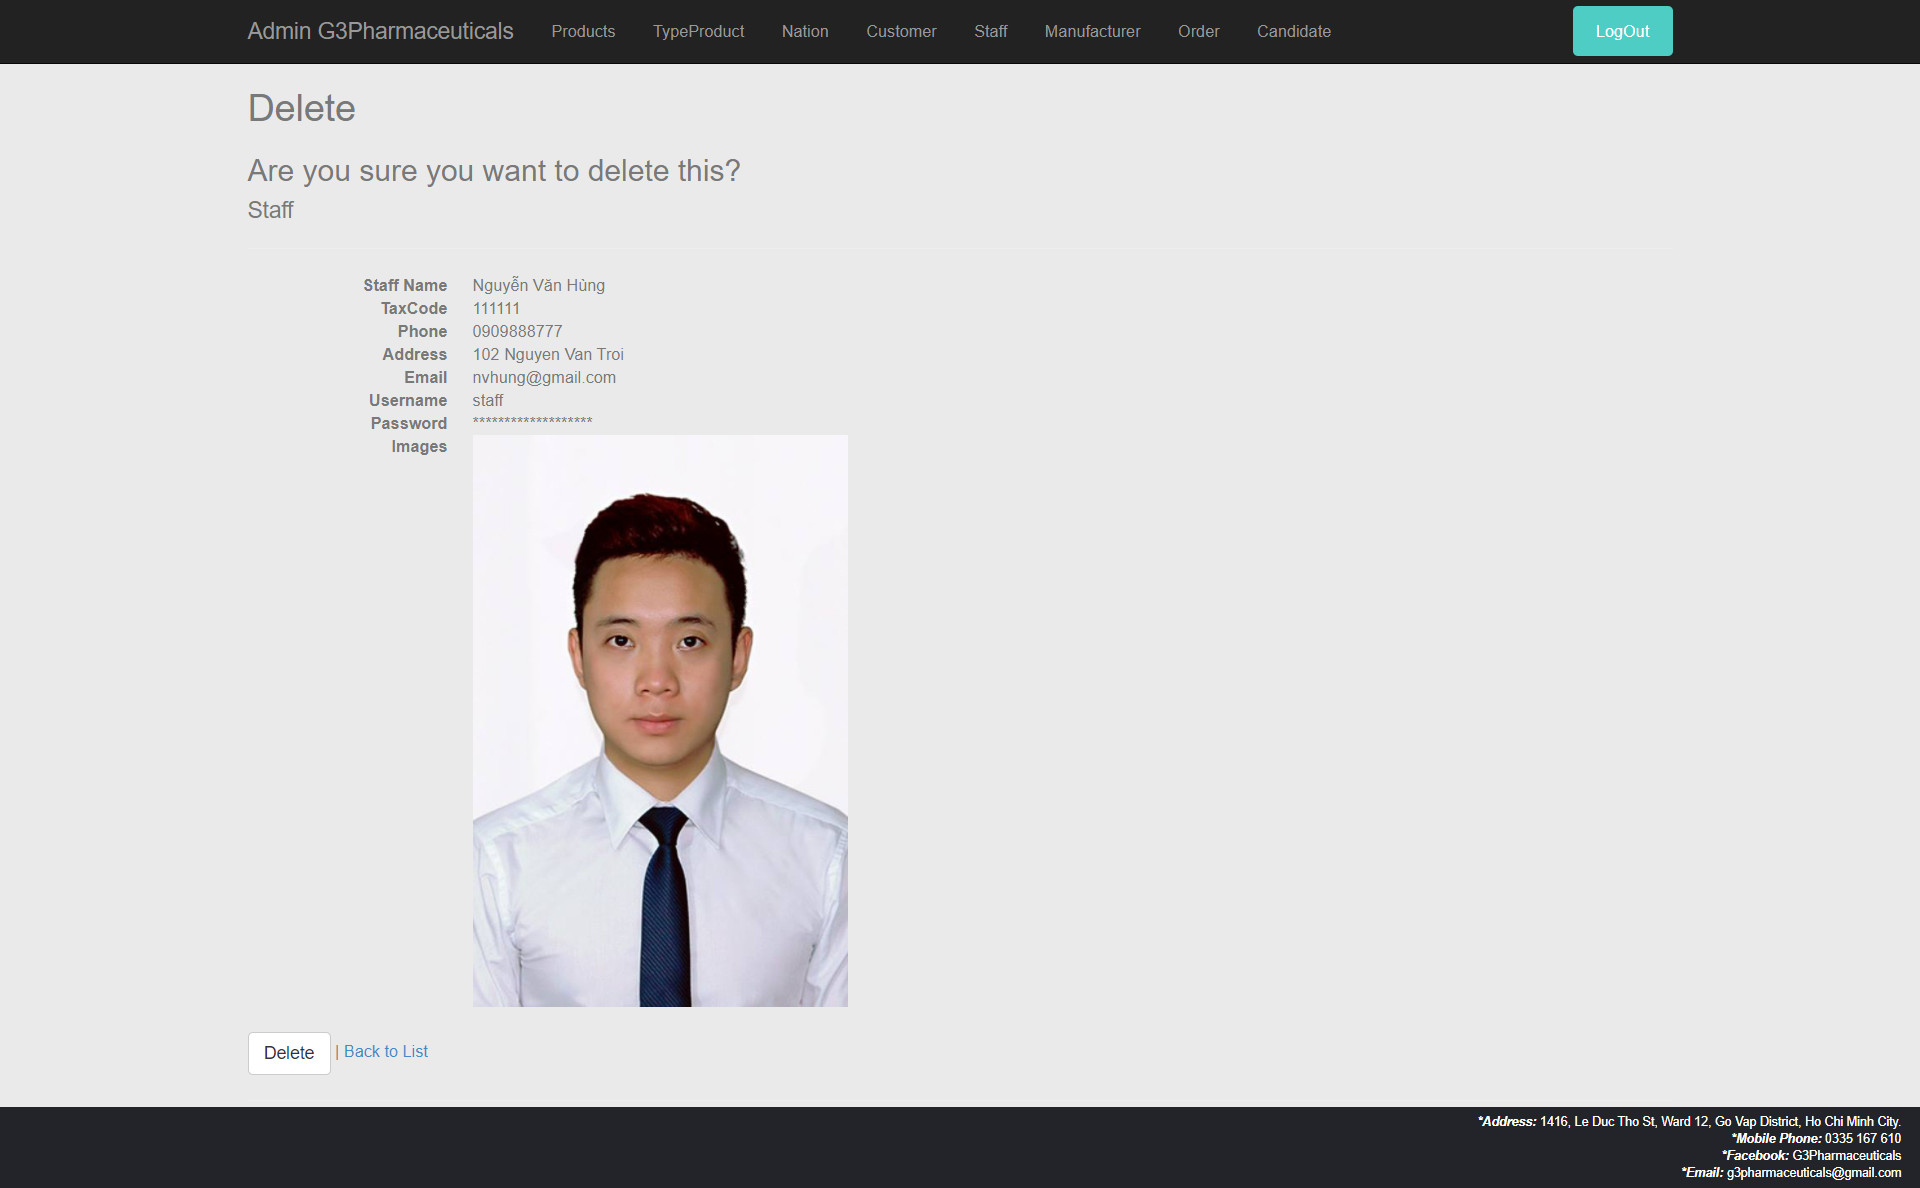 Admin G3Pharmaceuticals Products TypeProduct Nation Customer Staff Manufacturer Order Candidate LogOut
Delete
Are you sure you want to delete this?
Staff
Staff Name Nguyễn Văn Hùng
TaxCode 111111
Phone 0909888777
Address 102 Nguyen Van Troi
Email nvhung@gmail.com
Username staff
Password *******************
Images
Delete | Back to List
*Address: 1416, Le Duc Tho St, Ward 12, Go Vap District, Ho Chi Minh City.
*Mobile Phone: 0335 167 610
*Facebook: G3Pharmaceuticals
*Email: g3pharmaceuticals@gmail.com